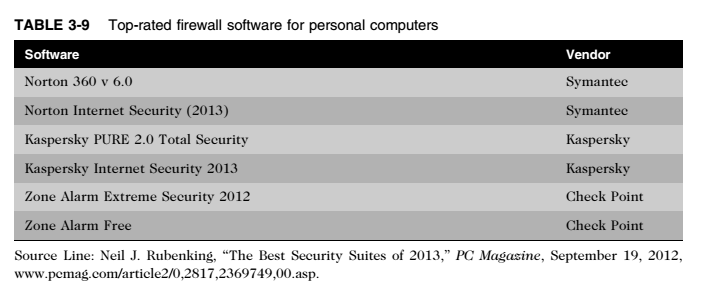 TABLE 3-9 Top-rated firewall software for personal computers
Software Vendor
Norton 360 v 6.0 Symantec
Norton Internet Security (2013) Symantec
Kaspersky PURE 2.0 Total Security Kaspersky
Kaspersky Internet Security 2013 Kaspersky
Zone Alarm Extreme Security 2012 Check Point
Zone Alarm Free Check Point
Source Line: Neil J. Rubenking, “The Best Security Suites of 2013,” PC Magazine, September 19, 2012,
www.pcmag.com/article2/0,2817,2369749,00.asp.